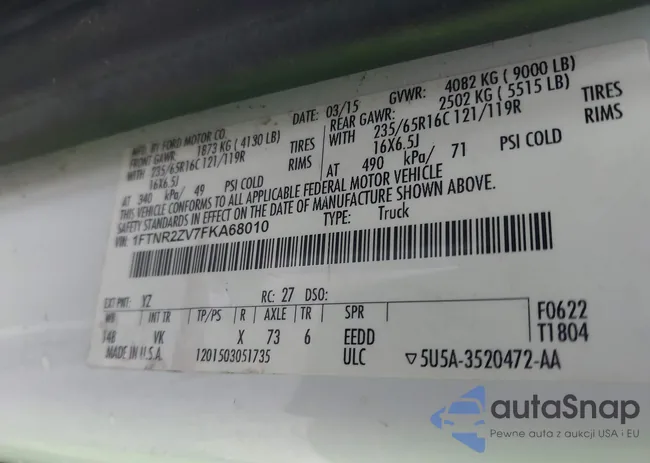 MFD. BY FORD MOTOR CO. DATE: 03/15 GVWR: 4082 KG ( 9000 LB)
FRONT GAWR: 1873 KG ( 4130 LB) REAR GAWR: 2502 KG ( 5515 LB)
WITH 235/65R16C 121/119R TIRES WITH 235/65R16C 121/119R TIRES
16X6.5J RIMS 16X6.5J RIMS
AT 340 kPa/ 49 PSI COLD AT 490 kPa/ 71 PSI COLD
THIS VEHICLE CONFORMS TO ALL APPLICABLE FEDERAL MOTOR VEHICLE
SAFETY STANDARDS IN EFFECT ON THE DATE OF MANUFACTURE SHOWN ABOVE.
VIN: 1FTNR2ZV7FKA68010 TYPE: Truck
EXT PNT: YZ RC: 27 DSO: F0622
WB INT TR TP/PS R AXLE TR SPR T1804
148 VK X 73 6 EEDD
MADE IN U.S.A. 1201503051735 ULC ▽5U5A-3520472-AA
autaSnap
Pewne auta z aukcji USA i EU